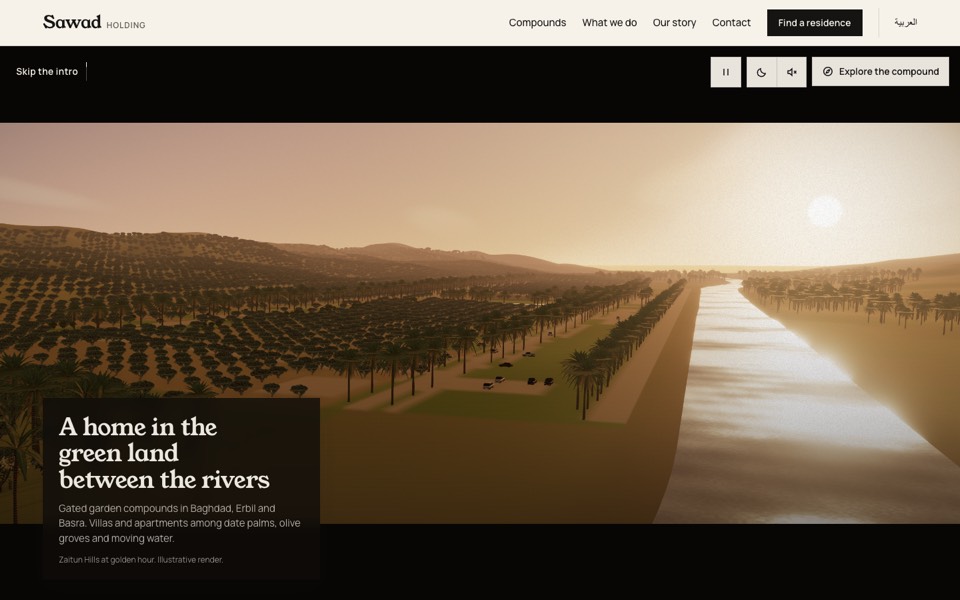 Sawad HOLDING
Compounds What we do Our story Contact Find a residence العربية
Skip the intro
Explore the compound
A home in the
green land
between the rivers
Gated garden compounds in Baghdad, Erbil and
Basra. Villas and apartments among date palms, olive
groves and moving water.
Zaitun Hills at golden hour. Illustrative render.